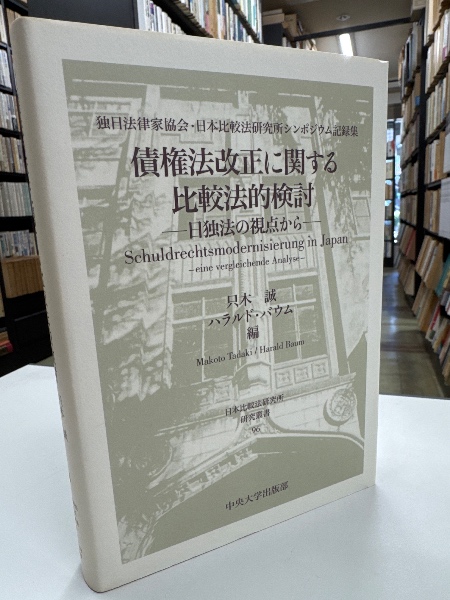 独日法律家協会・日本比較法研究所シンポジウム記録集
債権法改正に関する
比較法的検討
―日独法の視点から―
Schuldrechtsmodernisierung in Japan
―eine vergleichende Analyse―
只木 誠
ハラルド・バウム
編
Makoto Tadaki / Harald Baum
日本比較法研究所
研究叢書
96
中央大学出版部